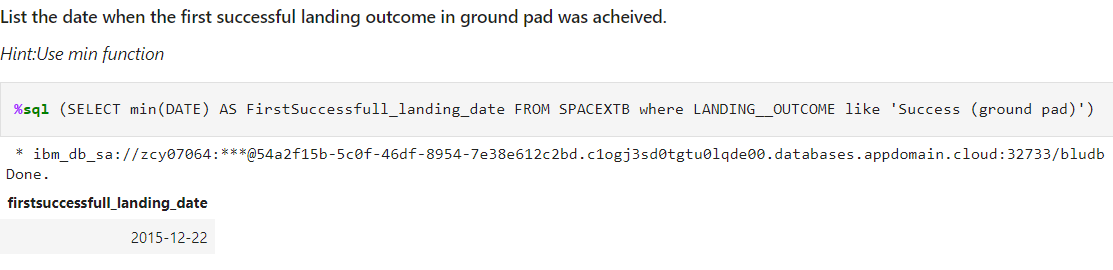 List the date when the first successful landing outcome in ground pad was acheived.
Hint:Use min function
%sql (SELECT min(DATE) AS FirstSuccessfull_landing_date FROM SPACEXTB where LANDING__OUTCOME like 'Success (ground pad)')
* ibm_db_sa://zcy07064:***@54a2f15b-5c0f-46df-8954-7e38e612c2bd.c1ogj3sd0tgtu0lqde00.databases.appdomain.cloud:32733/bludb
Done.
firstsuccessfull_landing_date
2015-12-22